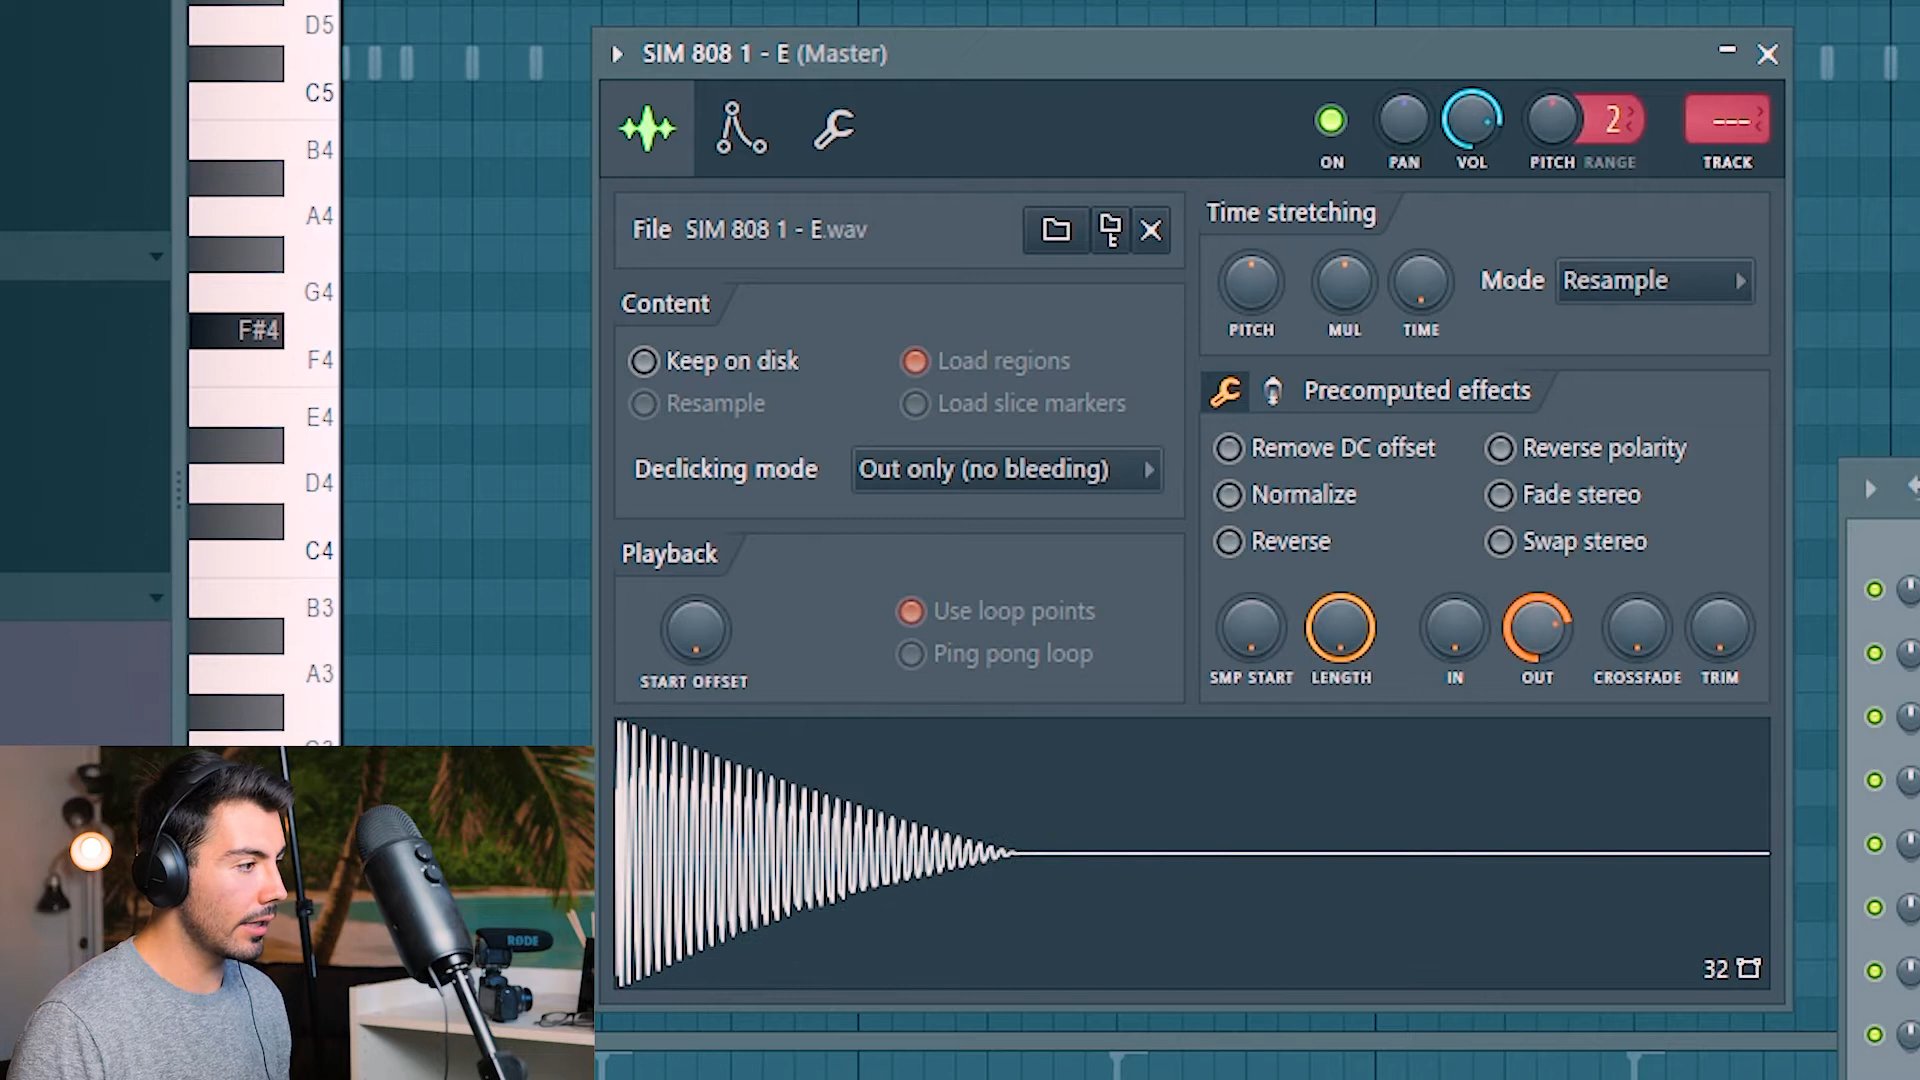 D5
C5
B4
A4
G4
F#4
F4
E4
D4
C4
B3
A3
SIM 808 1 - E (Master)
ON
PAN
VOL
PITCH
RANGE
2
---
TRACK
File SIM 808 1 - E.wav
Content
Keep on disk
Load regions
Resample
Load slice markers
Declicking mode
Out only (no bleeding)
Playback
START OFFSET
Use loop points
Ping pong loop
Time stretching
PITCH
MUL
TIME
Mode
Resample
Precomputed effects
Remove DC offset
Reverse polarity
Normalize
Fade stereo
Reverse
Swap stereo
SMP START
LENGTH
IN
OUT
CROSSFADE
TRIM
32
RØDE